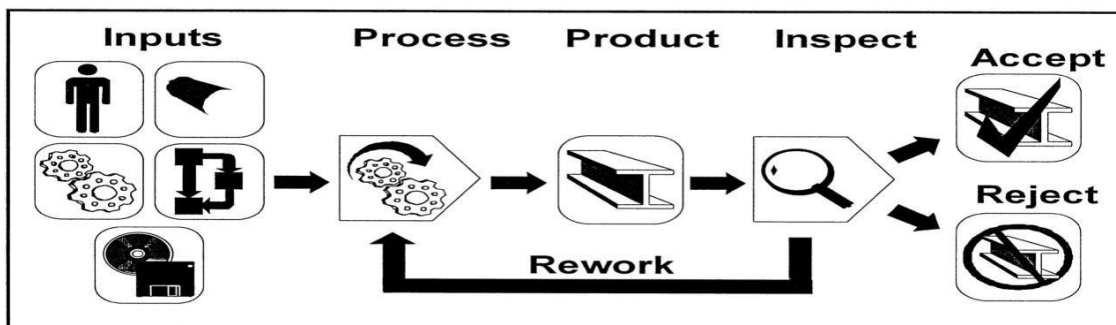 Inputs
Process
Product
Inspect
Accept
Reject
Rework